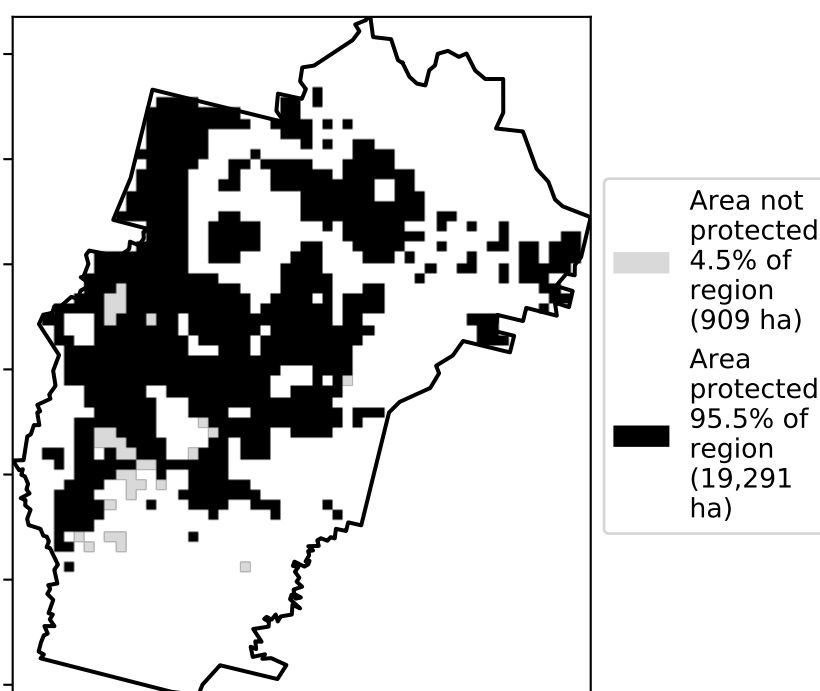 Area not
protected
4.5% of
region
(909 ha)
Area
protected
95.5% of
region
(19,291
ha)